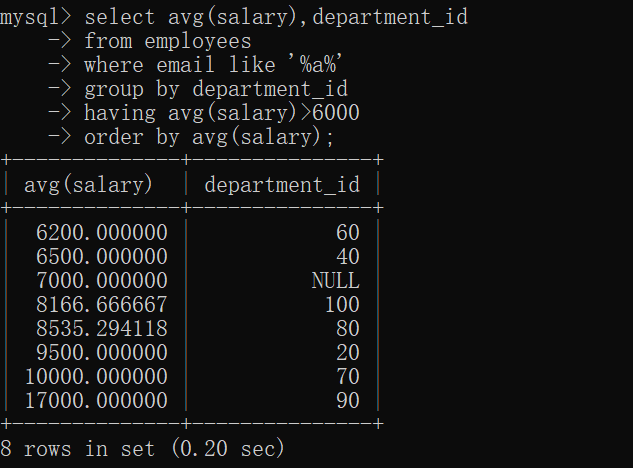 mysql> select avg(salary),department_id
    -> from employees
    -> where email like '%a%'
    -> group by department_id
    -> having avg(salary)>6000
    -> order by avg(salary);
+--------------+---------------+
| avg(salary)  | department_id |
+--------------+---------------+
|  6200.000000 |            60 |
|  6500.000000 |            40 |
|  7000.000000 |          NULL |
|  8166.666667 |           100 |
|  8535.294118 |            80 |
|  9500.000000 |            20 |
| 10000.000000 |            70 |
| 17000.000000 |            90 |
+--------------+---------------+
8 rows in set (0.20 sec)